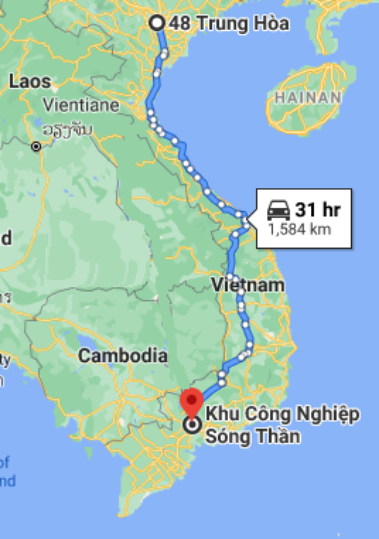 48 Trung Hòa
Laos
Vientiane
ວຽງຈັນ
HAINAN
31 hr
1,584 km
d
Vietnam
Cambodia
Khu Công Nghiệp
Sóng Thần
of
nd